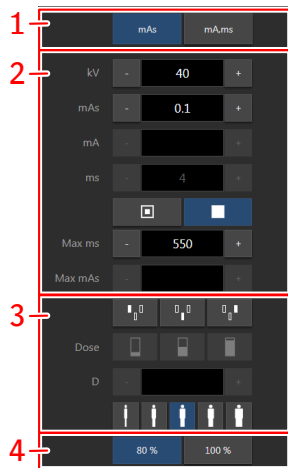 1
mAs mA,ms
2
kV - 40 +
mAs - 0.1 +
mA - +
ms - 4 +
Max ms - 550 +
Max mAs - +
3
Dose
D - +
4
80 % 100 %